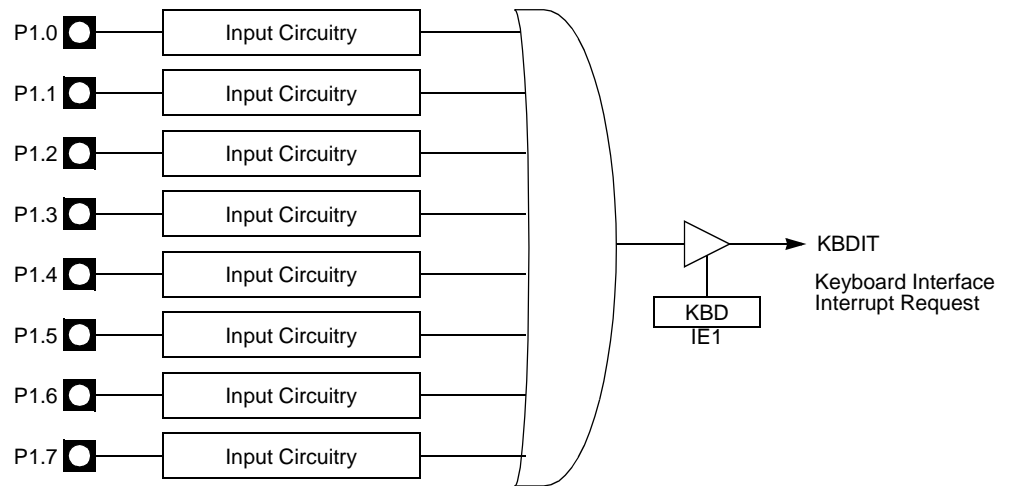 P1.0 Input Circuitry
P1.1 Input Circuitry
P1.2 Input Circuitry
P1.3 Input Circuitry
P1.4 Input Circuitry
P1.5 Input Circuitry
P1.6 Input Circuitry
P1.7 Input Circuitry
KBDIT
Keyboard Interface
Interrupt Request
KBD
IE1